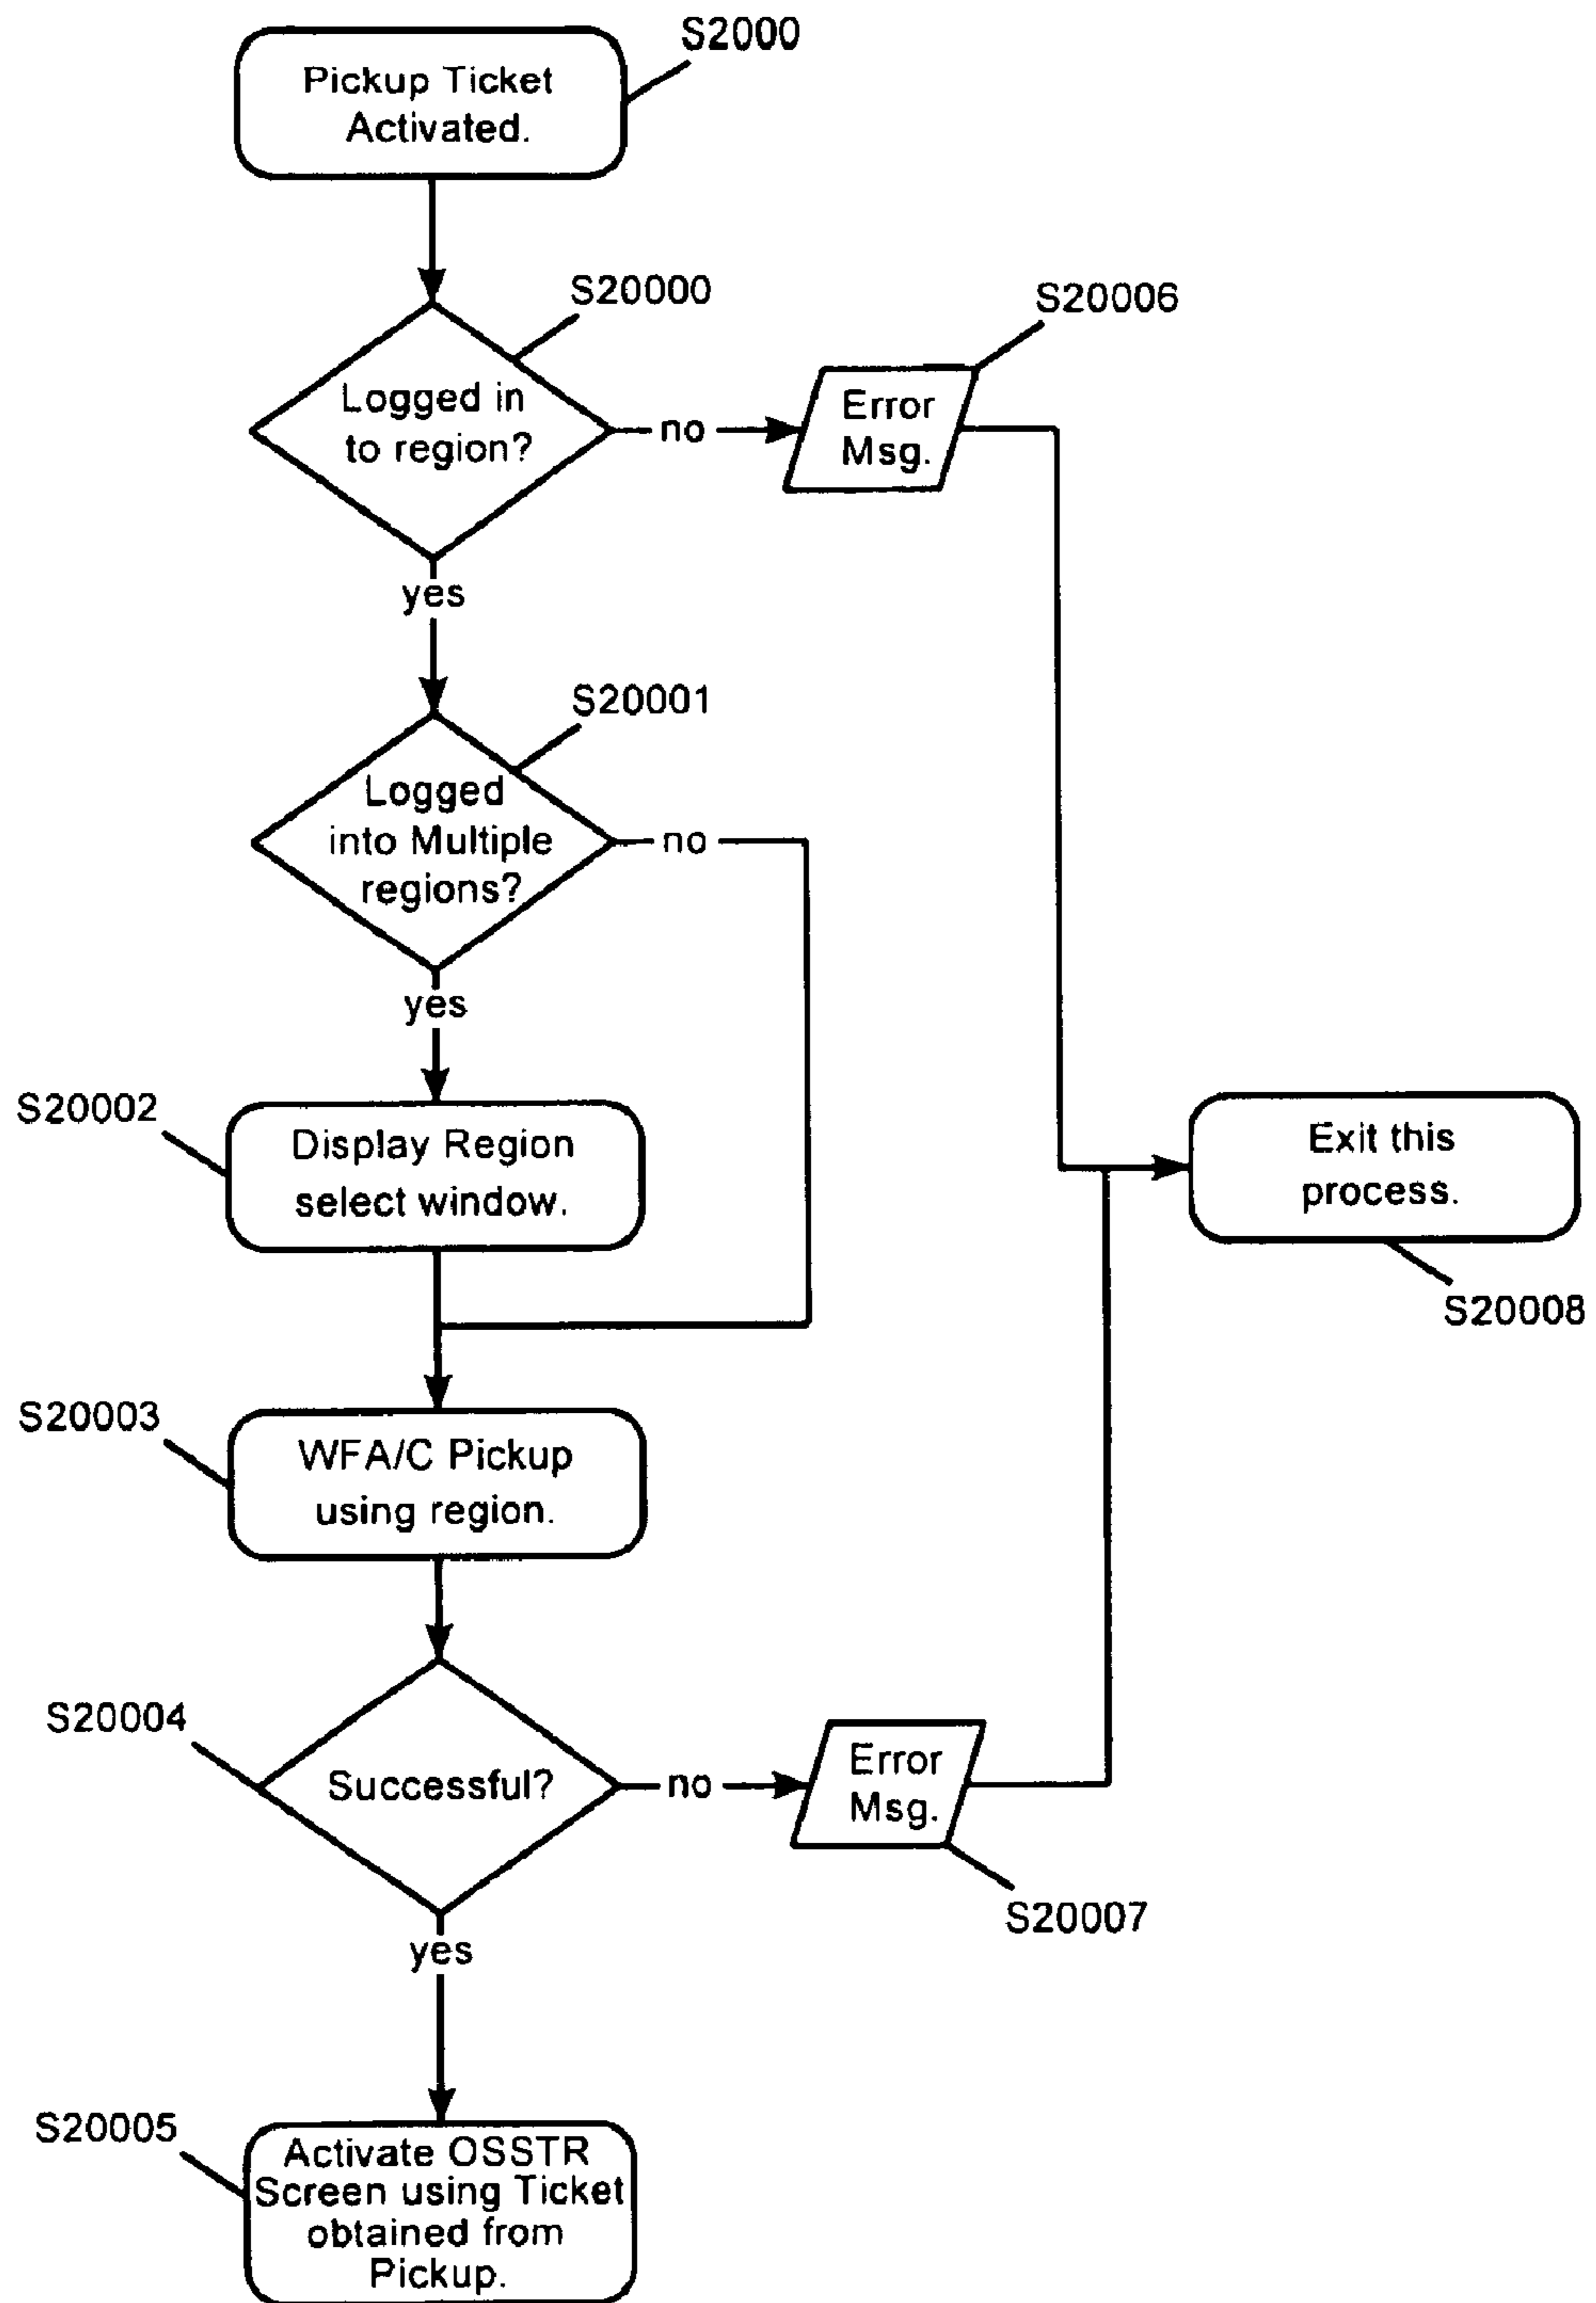 S2000
Pickup Ticket
Activated.
S20000
S20006
Logged in
to region?
no
Error
Msg.
yes
S20001
Logged
into Multiple
regions?
no
yes
S20002
Display Region
select window.
Exit this
process.
S20008
S20003
WFA/C Pickup
using region.
S20004
Successful?
no
Error
Msg.
S20007
yes
S20005
Activate OSSTR
Screen using Ticket
obtained from
Pickup.